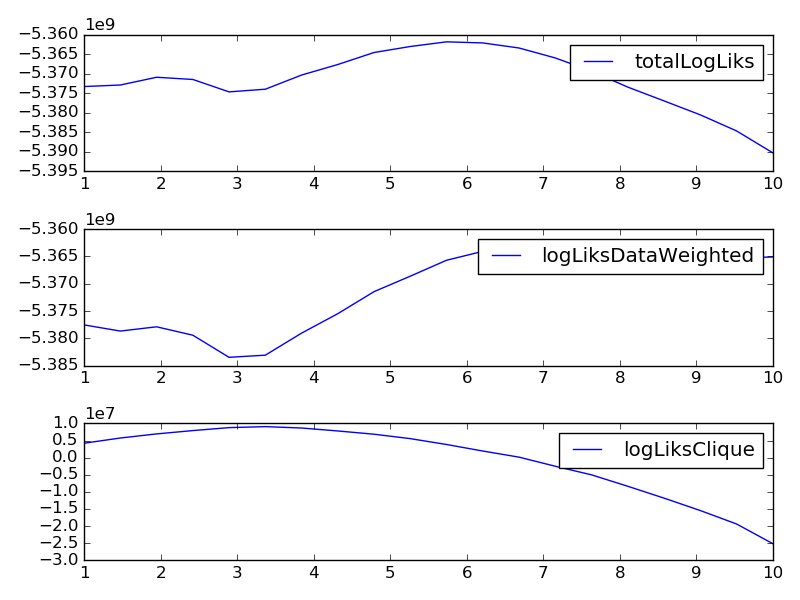 1e9
−5.360
−5.365
−5.370
−5.375
−5.380
−5.385
−5.390
−5.395
totalLogLiks
1 2 3 4 5 6 7 8 9 10
1e9
−5.360
−5.365
−5.370
−5.375
−5.380
−5.385
logLiksDataWeighted
1 2 3 4 5 6 7 8 9 10
1e7
1.0
0.5
0.0
−0.5
−1.0
−1.5
−2.0
−2.5
−3.0
logLiksClique
1 2 3 4 5 6 7 8 9 10